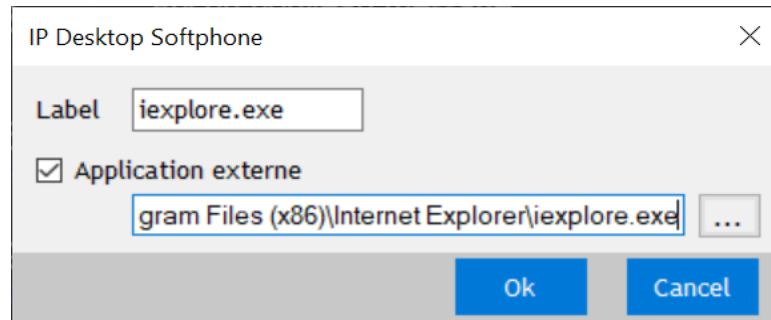 IP Desktop Softphone
Label iexplore.exe
Application externe
gram Files (x86)\Internet Explorer\iexplore.exe ...
Ok Cancel